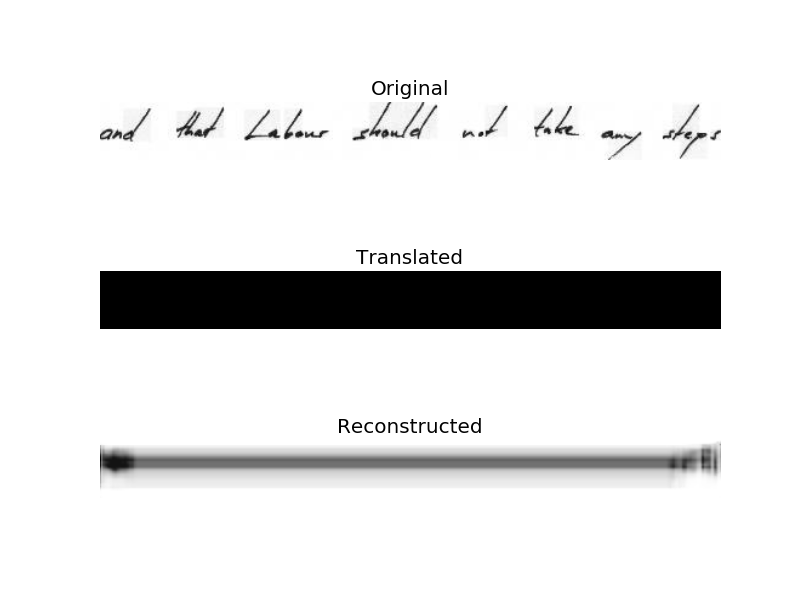 Original
and that Labour should not take any steps
Translated
Reconstructed